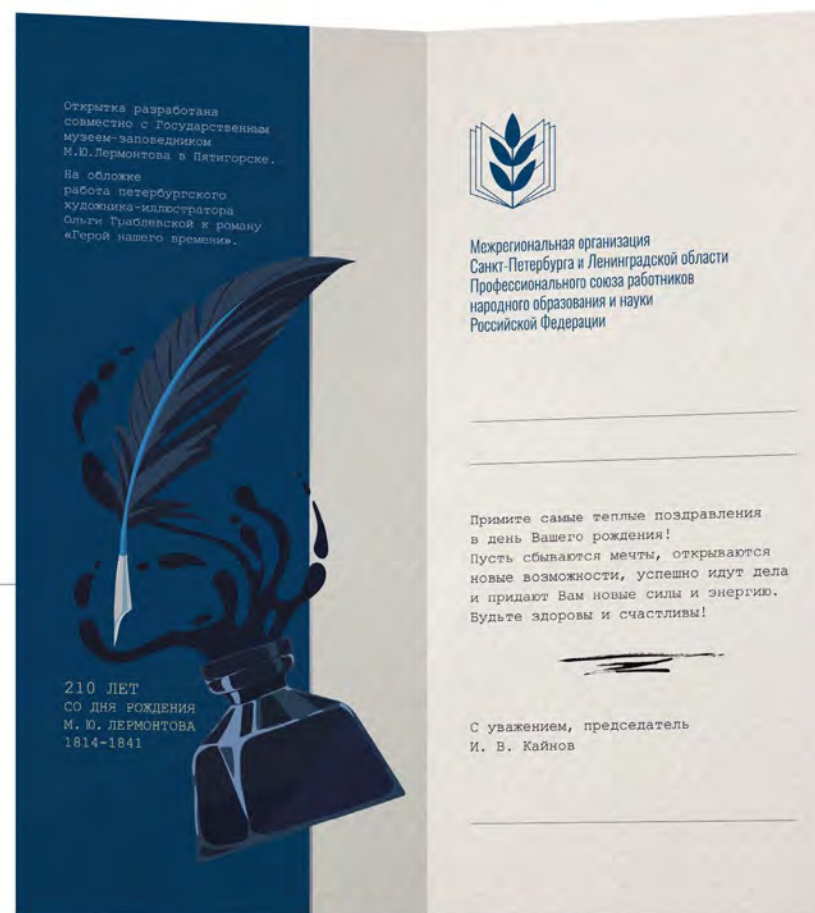 Открытка разработана
совместно с Государственным
музеем-заповедником
М.Ю.Лермонтова в Пятигорске.
На обложке
работа петербургского
художника-иллюстратора
Ольги Граблевской к роману
«Герой нашего времени».
210 ЛЕТ
СО ДНЯ РОЖДЕНИЯ
М. Ю. ЛЕРМОНТОВА
1814-1841
Межрегиональная организация
Санкт-Петербурга и Ленинградской области
Профессионального союза работников
народного образования и науки
Российской Федерации
Примите самые теплые поздравления
в день Вашего рождения!
Пусть сбываются мечты, открываются
новые возможности, успешно идут дела
и придают Вам новые силы и энергию.
Будьте здоровы и счастливы!
С уважением, председатель
И. В. Кайнов